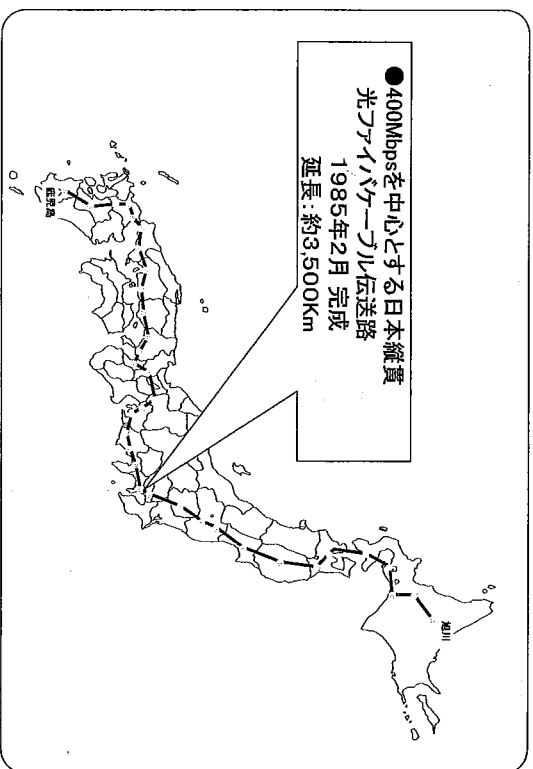 ●400Mbpsを中心とする日本縦貫
光ファイバケーブル伝送路
1985年2月 完成
延長：約3,500Km
旭川
鹿児島